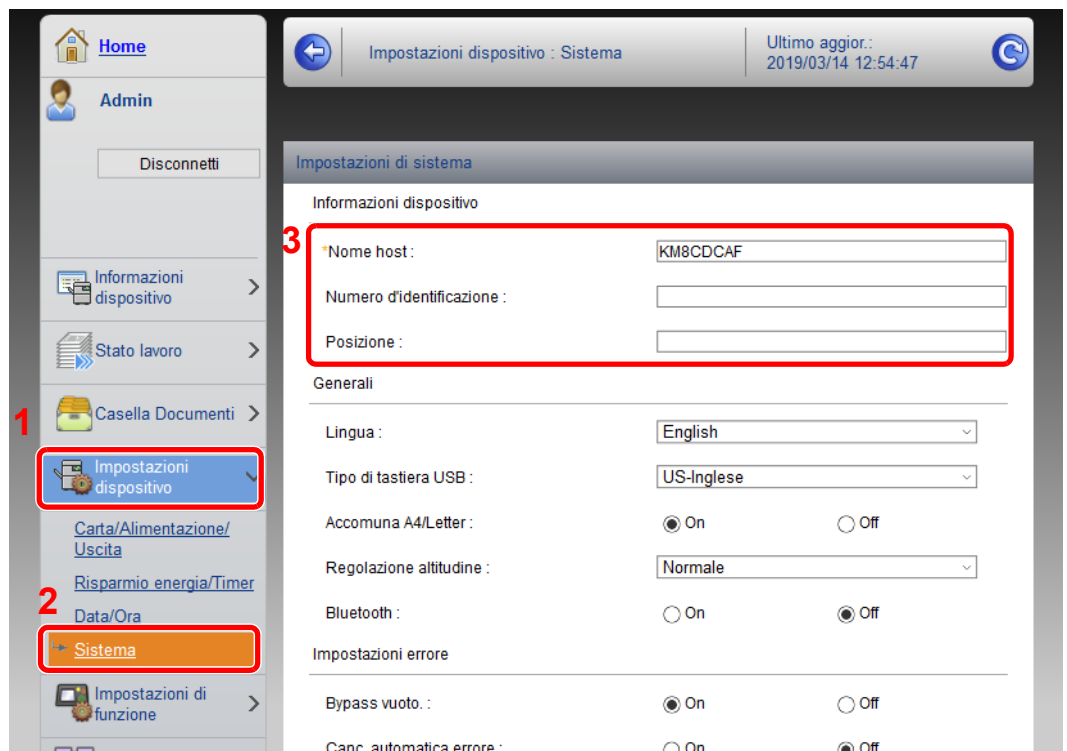 Home
Admin
Disconnetti
Informazioni
dispositivo
Stato lavoro
1
Casella Documenti
Impostazioni
dispositivo
Carta/Alimentazione/
Uscita
Risparmio energia/Timer
2
Data/Ora
Sistema
Impostazioni di
funzione
Impostazioni dispositivo : Sistema
Ultimo aggior.:
2019/03/14 12:54:47
Impostazioni di sistema
Informazioni dispositivo
3
*Nome host : KM8CDCAF
Numero d'identificazione :
Posizione :
Generali
Lingua : English
Tipo di tastiera USB : US-Inglese
Accomuna A4/Letter : On Off
Regolazione altitudine : Normale
Bluetooth : On Off
Impostazioni errore
Bypass vuoto. : On Off
Canc. automatica errore : On Off